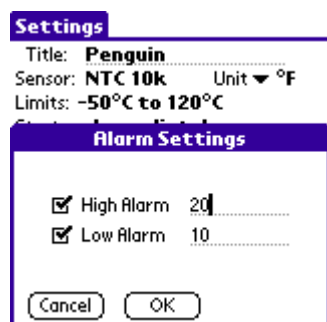 Settings
Title: Penguin
Sensor: NTC 10k Unit °F
Limits: -50°C to 120°C
Alarm Settings
High Alarm 20
Low Alarm 10
Cancel OK